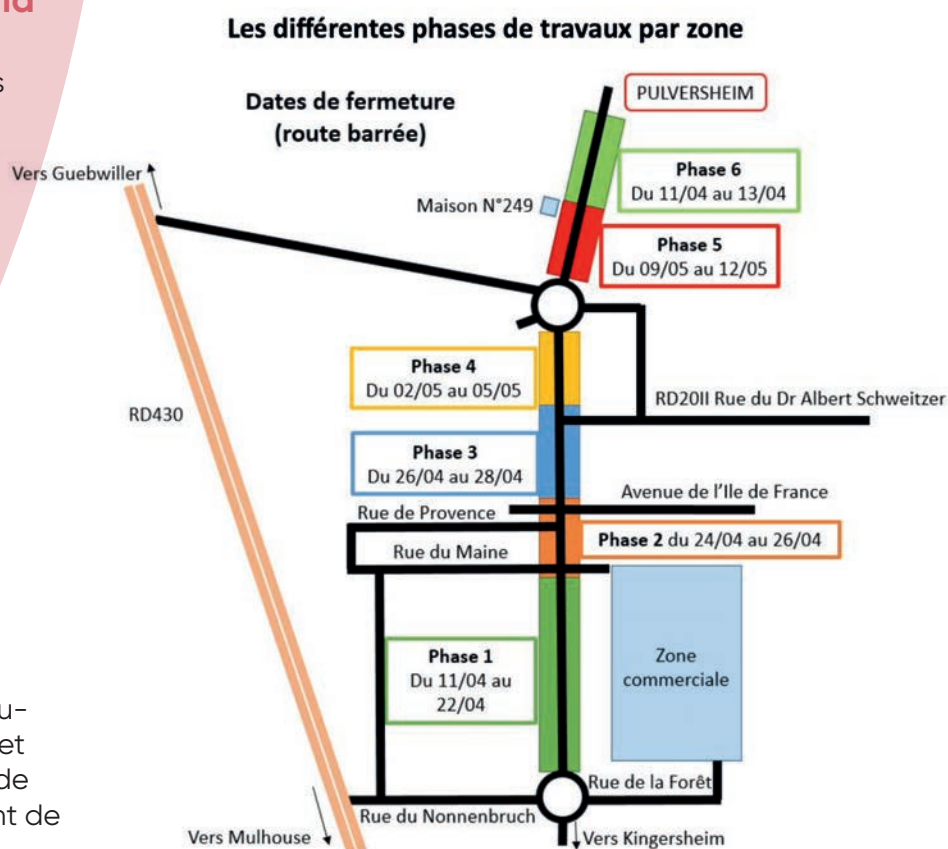 Les différentes phases de travaux par zone
Dates de fermeture
(route barrée)
PULVERSHEIM
Vers Guebwiller
Phase 6
Du 11/04 au 13/04
Maison N°249
Phase 5
Du 09/05 au 12/05
Phase 4
Du 02/05 au 05/05
RD430
RD20II Rue du Dr Albert Schweitzer
Phase 3
Du 26/04 au 28/04
Avenue de l'Ile de France
Rue de Provence
Phase 2 du 24/04 au 26/04
Rue du Maine
Phase 1
Du 11/04 au
22/04
Zone
commerciale
Rue de la Forêt
Rue du Nonnenbruch
Vers Mulhouse
Vers Kingersheim
u-
et
de
nt de